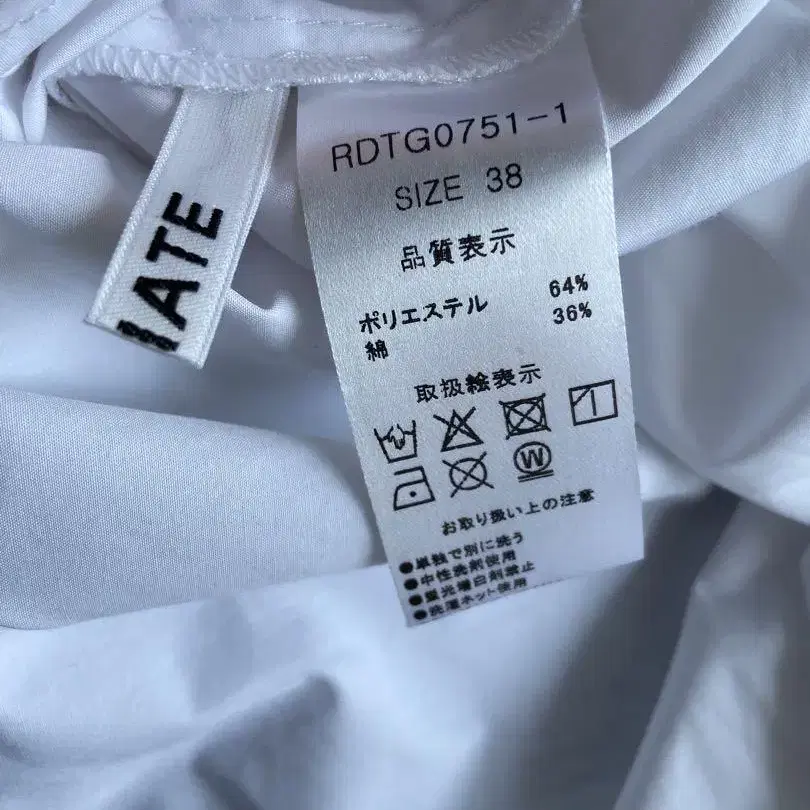 RDTG0751-1
SIZE 38
品質表示
ポリエステル 64%
綿 36%
取扱絵表示
W
お取り扱い上の注意
●単独で別に洗う
●中性洗剤使用
●蛍光増白剤禁止
●洗濯ネット使用